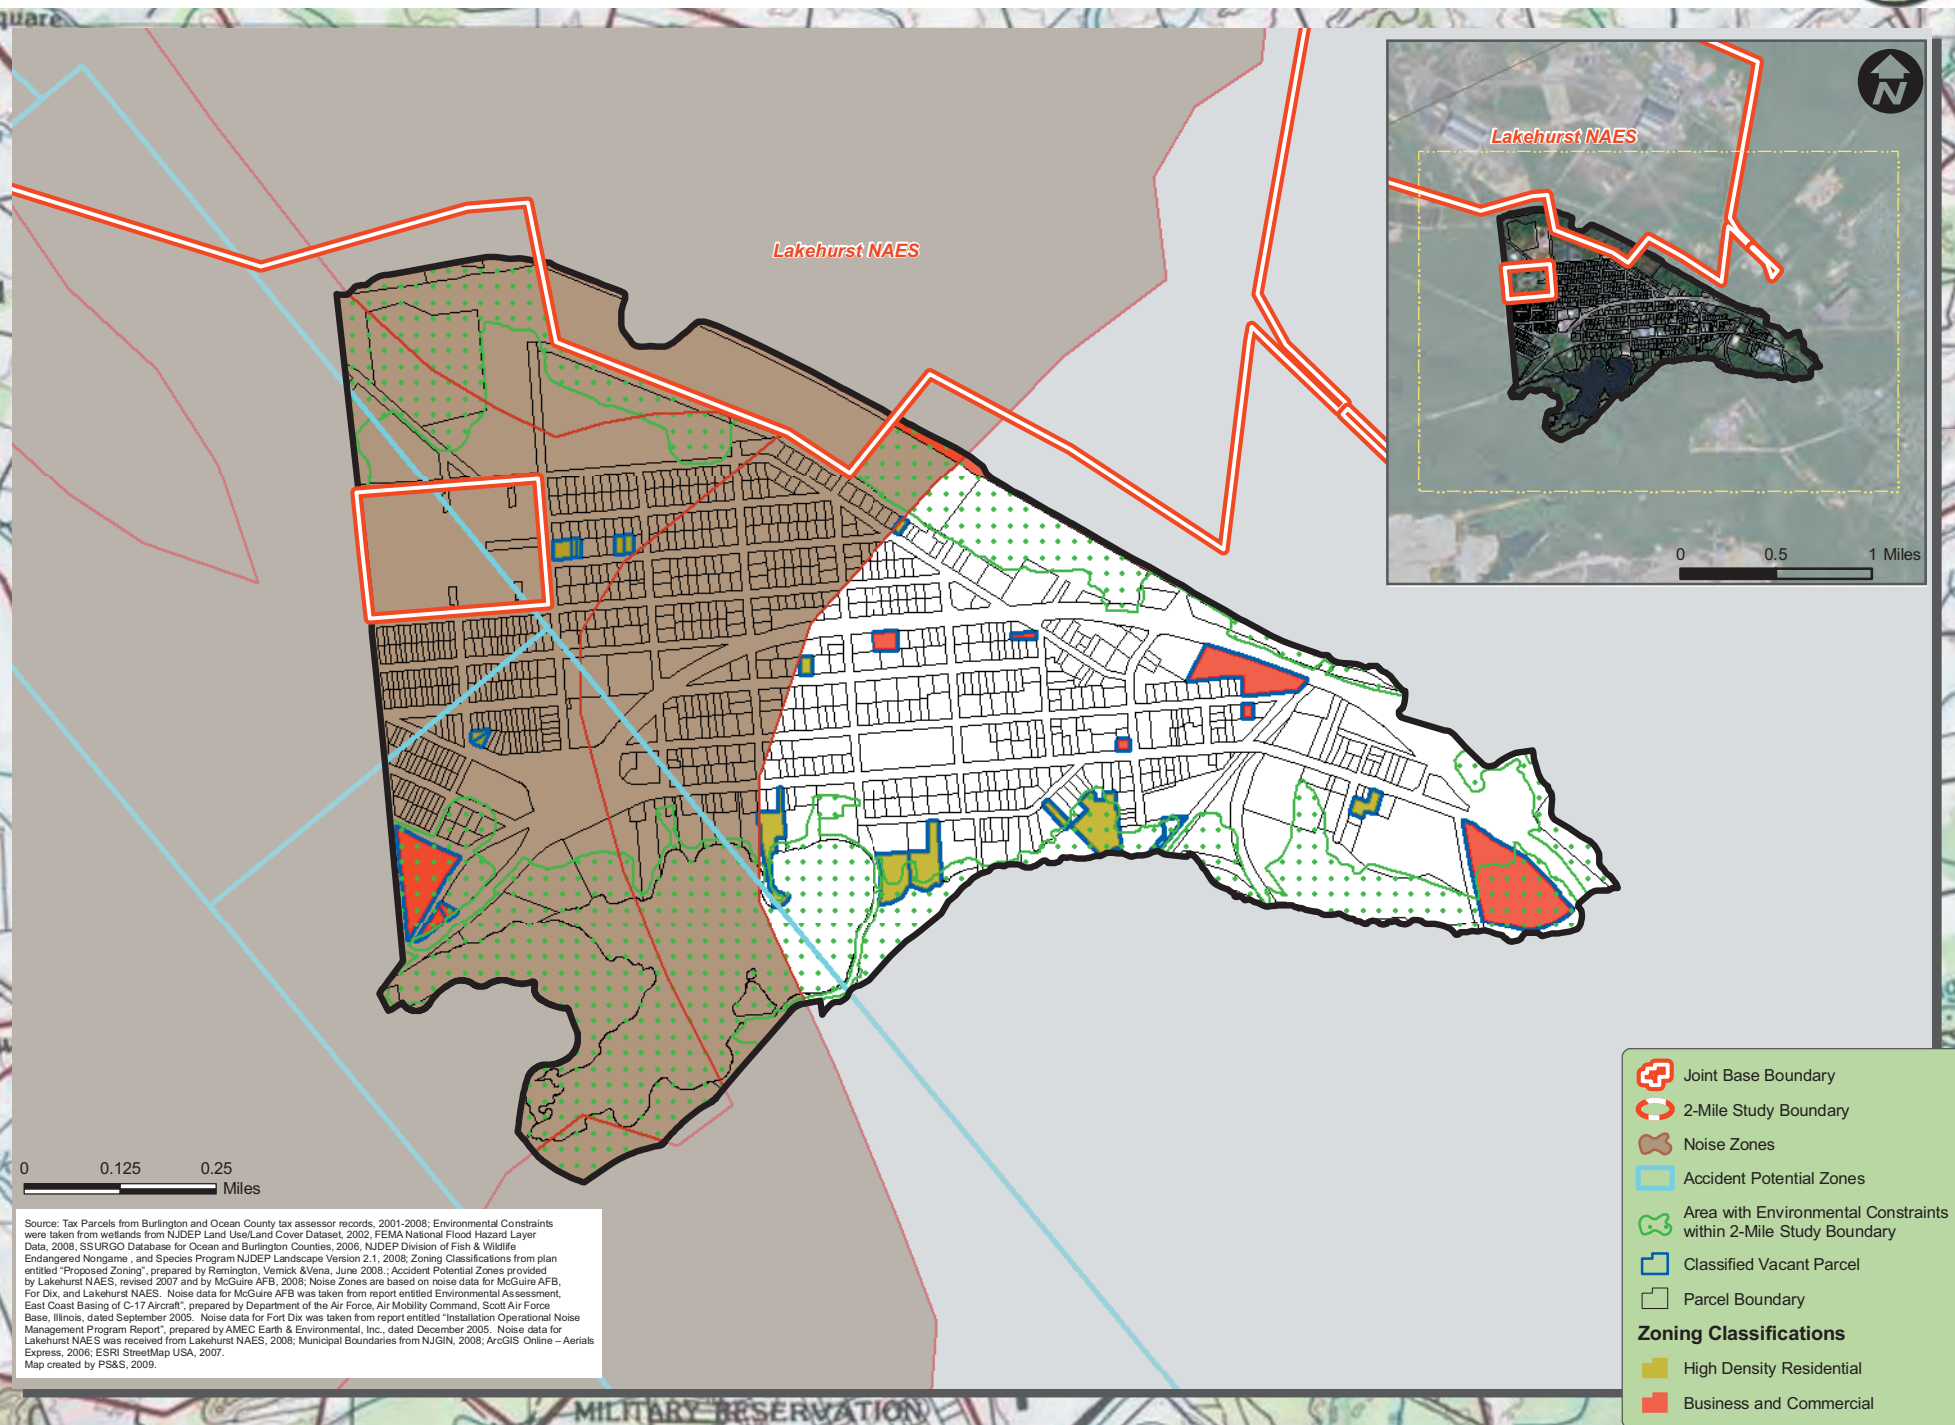 quare
Lakehurst NAES
N
Lakehurst NAES
0 0.5 1 Miles
0 0.125 0.25
Miles
Source: Tax Parcels from Burlington and Ocean County tax assessor records, 2001-2008; Environmental Constraints
were taken from wetlands from NJDEP Land Use/Land Cover Dataset, 2002, FEMA National Flood Hazard Layer
Data, 2008, SSURGO Database for Ocean and Burlington Counties, 2006, NJDEP Division of Fish & Wildlife
Endangered Nongame , and Species Program NJDEP Landscape Version 2.1, 2008; Zoning Classifications from plan
entitled "Proposed Zoning", prepared by Remington, Vernick &Vena, June 2008.; Accident Potential Zones provided
by Lakehurst NAES, revised 2007 and by McGuire AFB, 2008; Noise Zones are based on noise data for McGuire AFB,
For Dix, and Lakehurst NAES. Noise data for McGuire AFB was taken from report entitled Environmental Assessment,
East Coast Basing of C-17 Aircraft", prepared by Department of the Air Force, Air Mobility Command, Scott Air Force
Base, Illinois, dated September 2005. Noise data for Fort Dix was taken from report entitled "Installation Operational Noise
Management Program Report", prepared by AMEC Earth & Environmental, Inc., dated December 2005. Noise data for
Lakehurst NAES was received from Lakehurst NAES, 2008; Municipal Boundaries from NJGIN, 2008; ArcGIS Online – Aerials
Express, 2006; ESRI StreetMap USA, 2007.
Map created by PS&S, 2009.
Joint Base Boundary
2-Mile Study Boundary
Noise Zones
Accident Potential Zones
Area with Environmental Constraints
within 2-Mile Study Boundary
Classified Vacant Parcel
Parcel Boundary
Zoning Classifications
High Density Residential
Business and Commercial
MILITARY RESERVATION